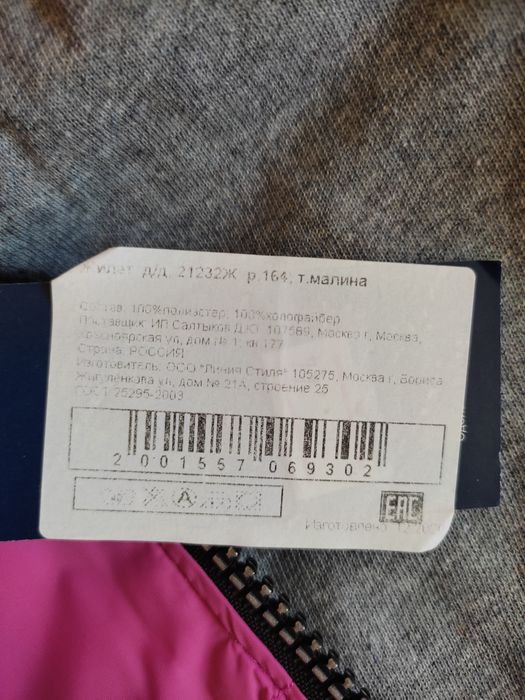 Жилет д/д, 21232Ж р.164, т.малина
Состав: 100%полиэстер; 100%холофайбер
Поставщик: ИП Салтыков Д.Ю. 107589, Москва г, Москва,
Красноярская ул, дом № 1, кв.177
Страна: РОССИЯ
Изготовитель: ООО "Линия Стиля" 105275, Москва г, Бориса
Жигуленкова ул, дом № 21А, строение 25
ГОСТ 25295-2003
2001557069302
ЕАС
Изготовлено: